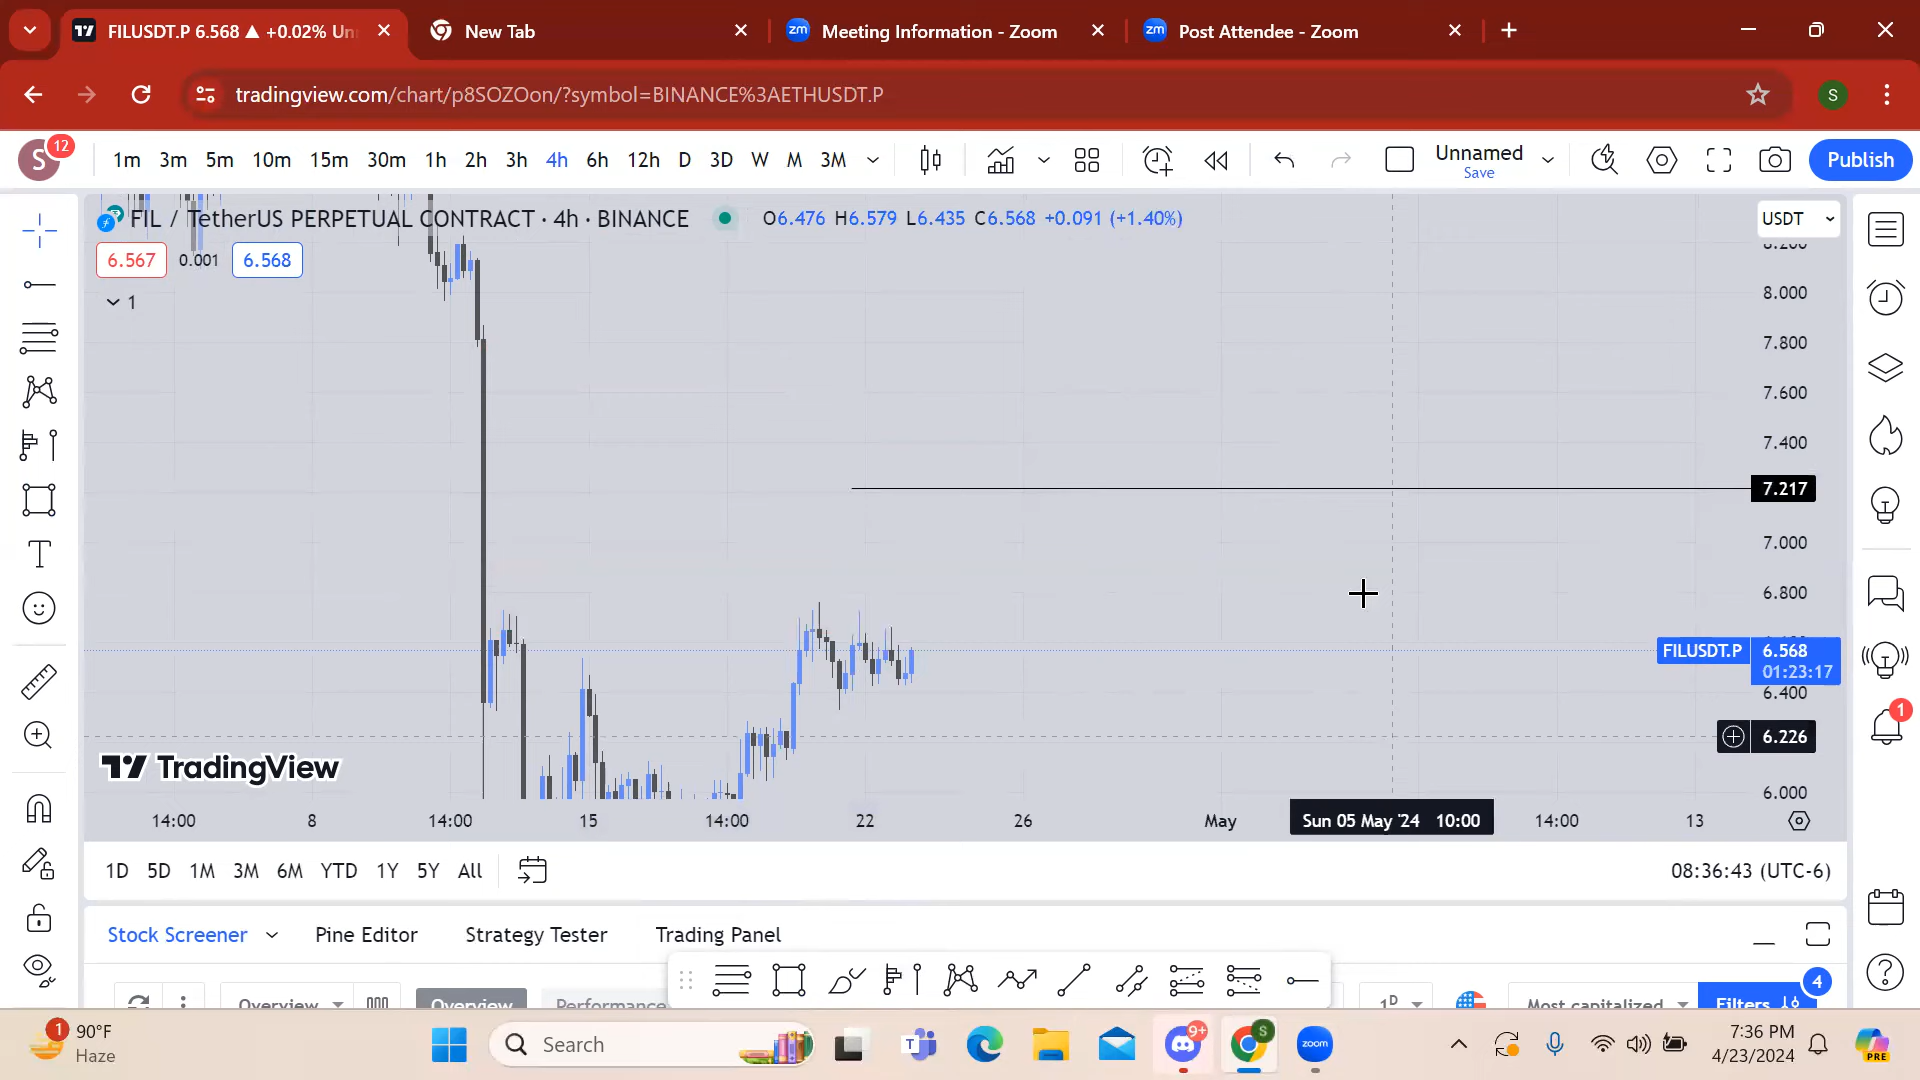 FILUSDT.P 6.568 ▲ +0.02% Un
New Tab
Meeting Information - Zoom
Post Attendee - Zoom
tradingview.com/chart/p8SOZOon/?symbol=BINANCE%3AETHUSDT.P
S
S 12
1m 3m 5m 10m 15m 30m 1h 2h 3h 4h 6h 12h D 3D W M 3M
Unnamed
Save
Publish
FIL / TetherUS PERPETUAL CONTRACT · 4h · BINANCE
O6.476 H6.579 L6.435 C6.568 +0.091 (+1.40%)
USDT
6.567 0.001 6.568
1
8.200
8.000
7.800
7.600
7.400
7.217
7.000
6.800
FILUSDT.P 6.568
01:23:17
6.400
6.226
6.000
TradingView
14:00 8 14:00 15 14:00 22 26 May Sun 05 May '24 10:00 14:00 13
1D 5D 1M 3M 6M YTD 1Y 5Y All
08:36:43 (UTC-6)
1
Stock Screener Pine Editor Strategy Tester Trading Panel
Overview Overview Performance
1D
Most capitalized
Filters
4
1
90°F
Haze
Search
T
9+
S
zoom
7:36 PM
4/23/2024
PRE